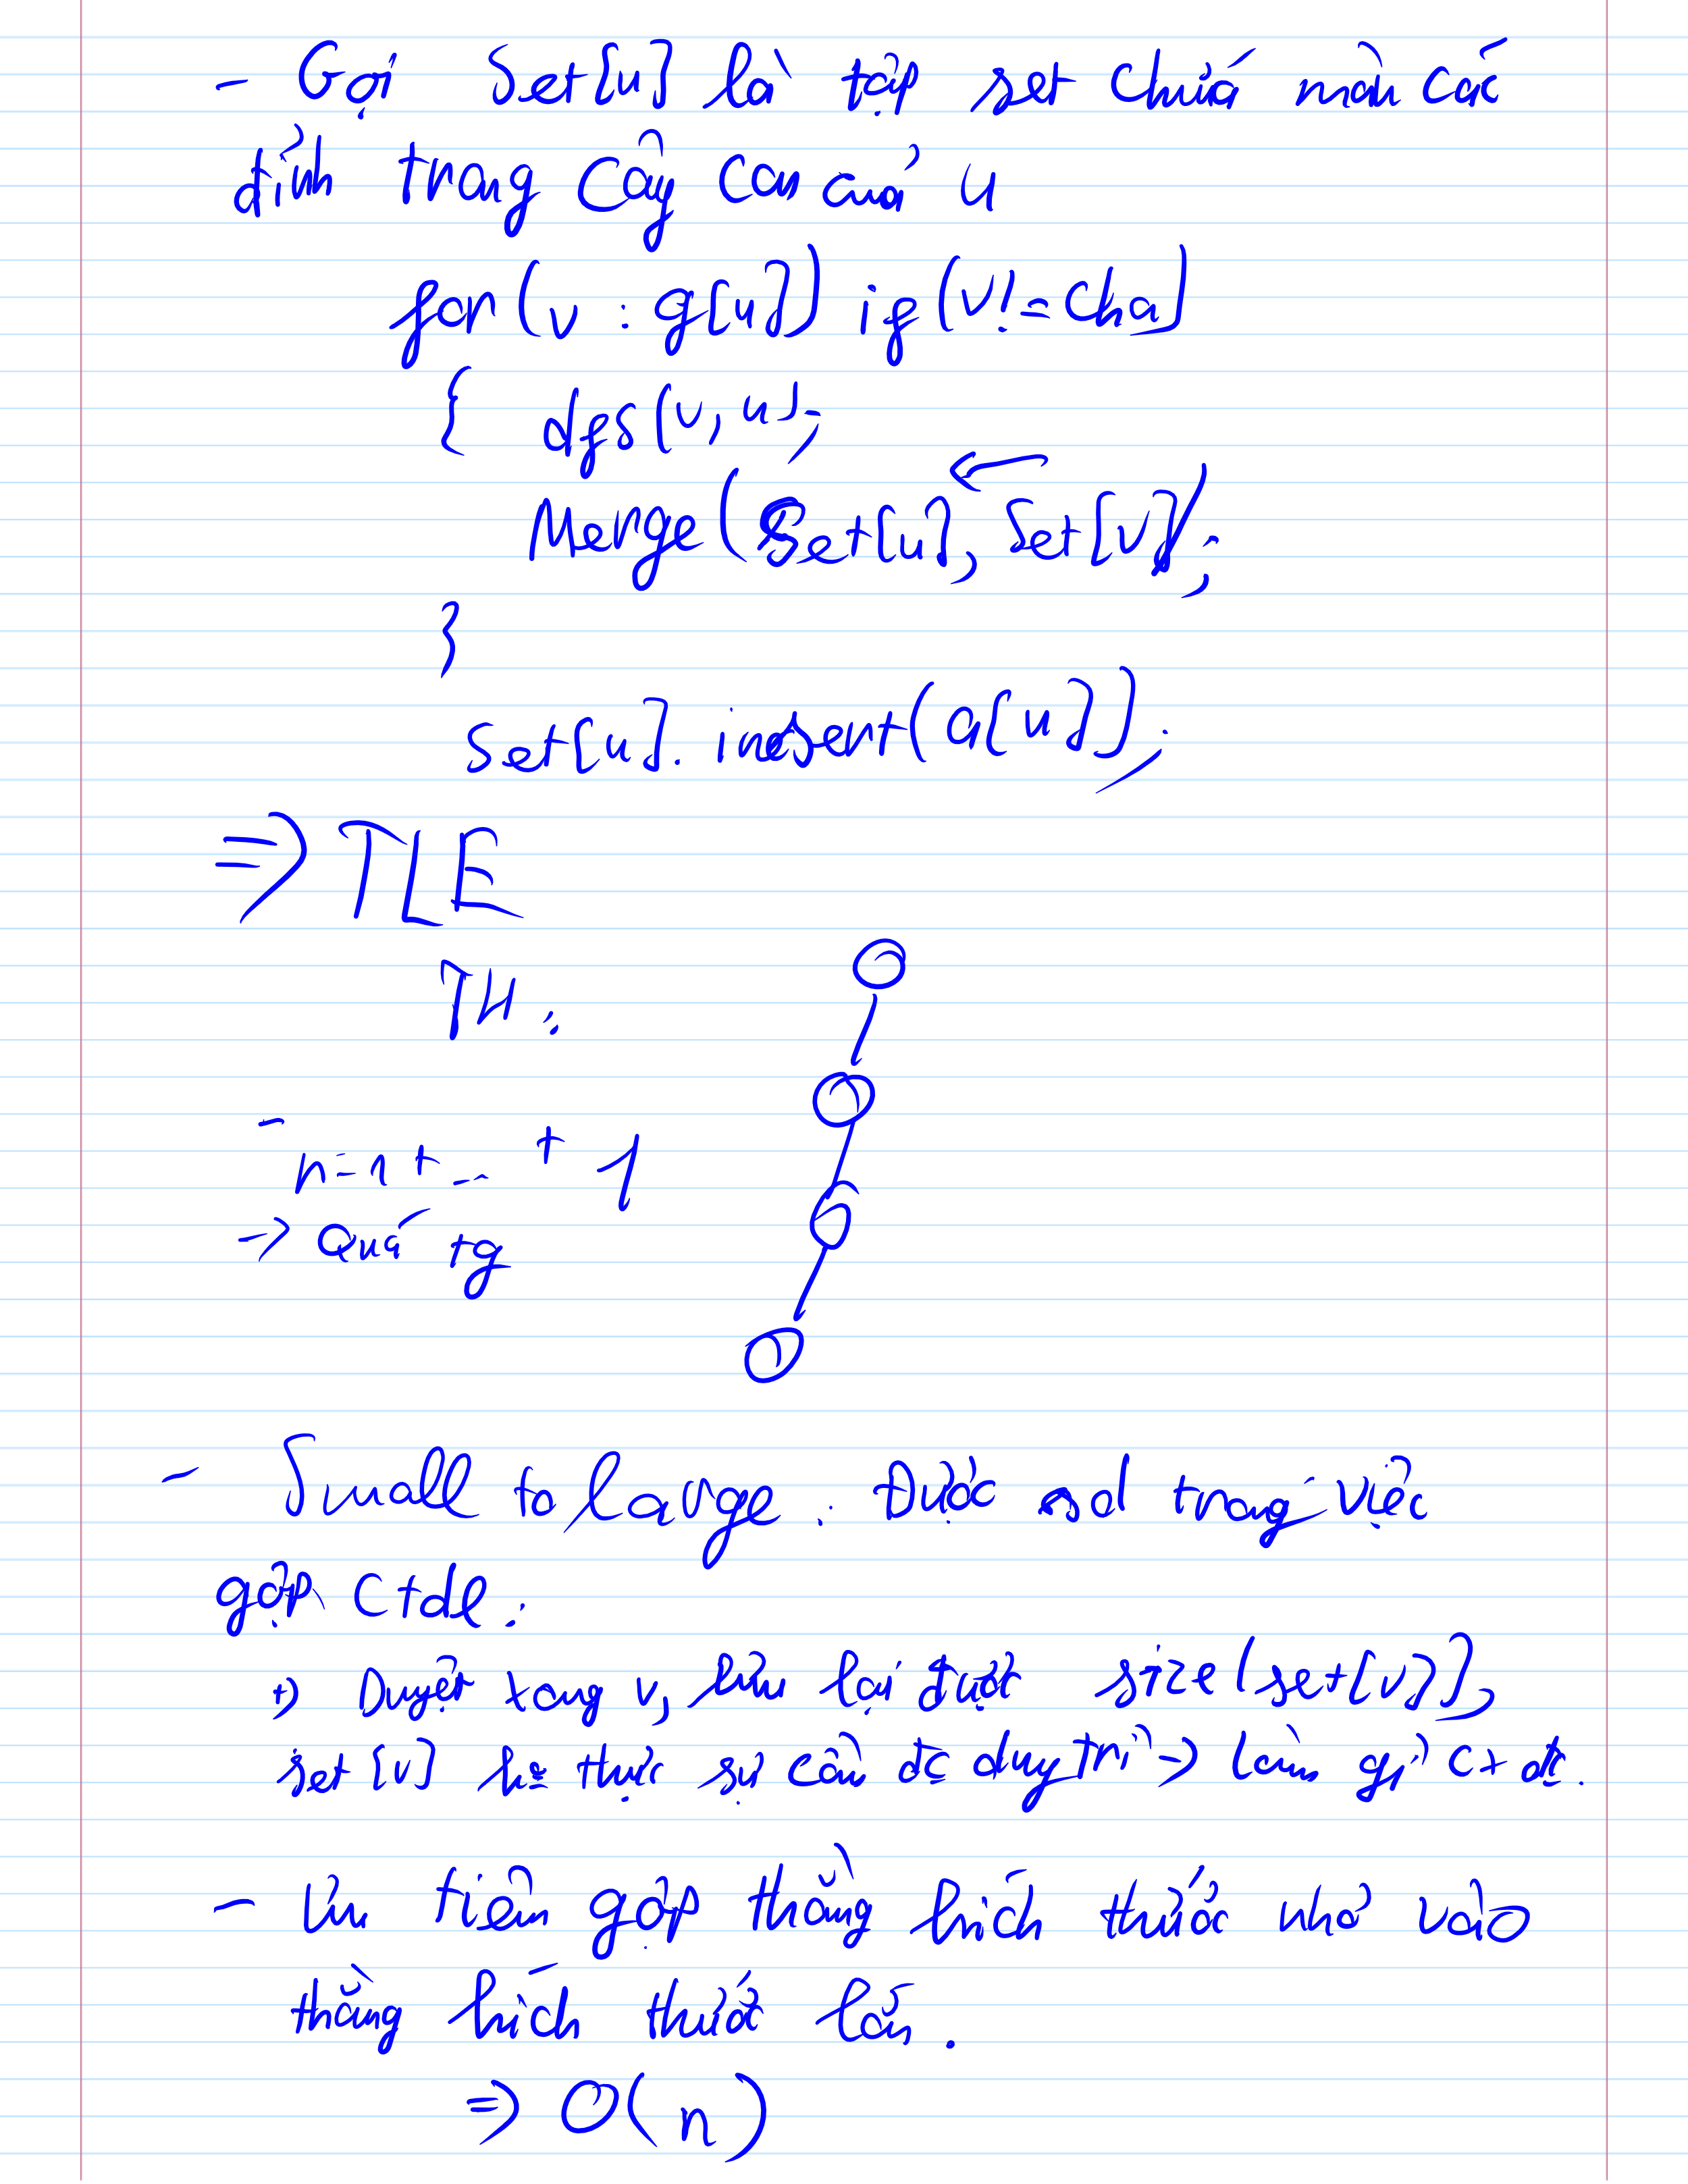 - Gọi Set[u] là tập set chứa màu các
đỉnh trong cây con của u
for(v : g[u]) if(v != cha)
{ dfs(v, u);
Merge(Set[u], Set[v]);
}
Set[u]. insert(a[u]);
=> TLE
TH:
- n-1 + ... + 1
-> Quá tg
- Small to large : Được sd trong việc
gộp Ctdl :
+) Duyệt xong v, lưu lại được size(set[v]),
set [v] k thực sự cần đc duy trì => làm gì c+ đc.
- Ưu tiên gộp thằng kích thước nhỏ vào
thằng kích thước lớn.
=> O(n)